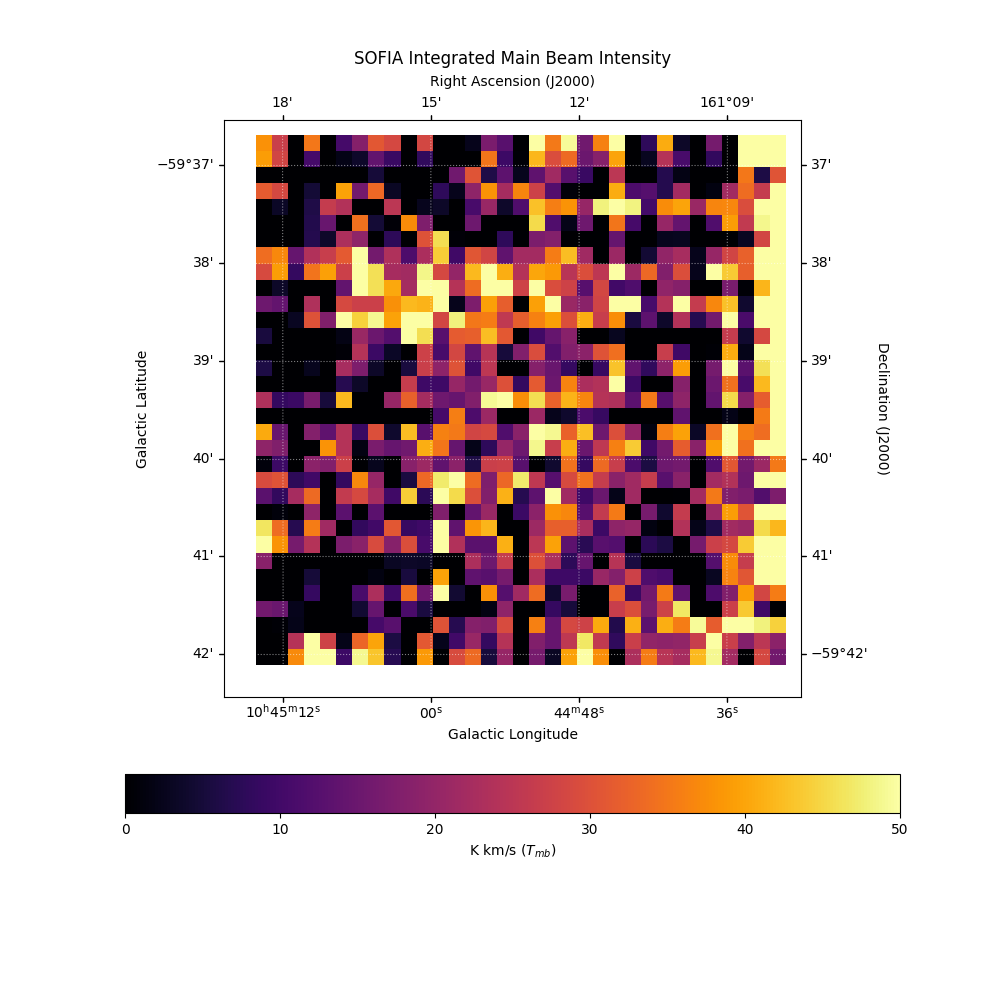 SOFIA Integrated Main Beam Intensity
Right Ascension (J2000)
18' 15' 12' 161°09'
−59°37' 37'
38' 38'
39' 39'
Galactic Latitude
Declination (J2000)
40' 40'
41' 41'
42' −59°42'
10ʰ45ᵐ12ˢ 00ˢ 44ᵐ48ˢ 36ˢ
Galactic Longitude
0 10 20 30 40 50
K km/s (Tₘb)